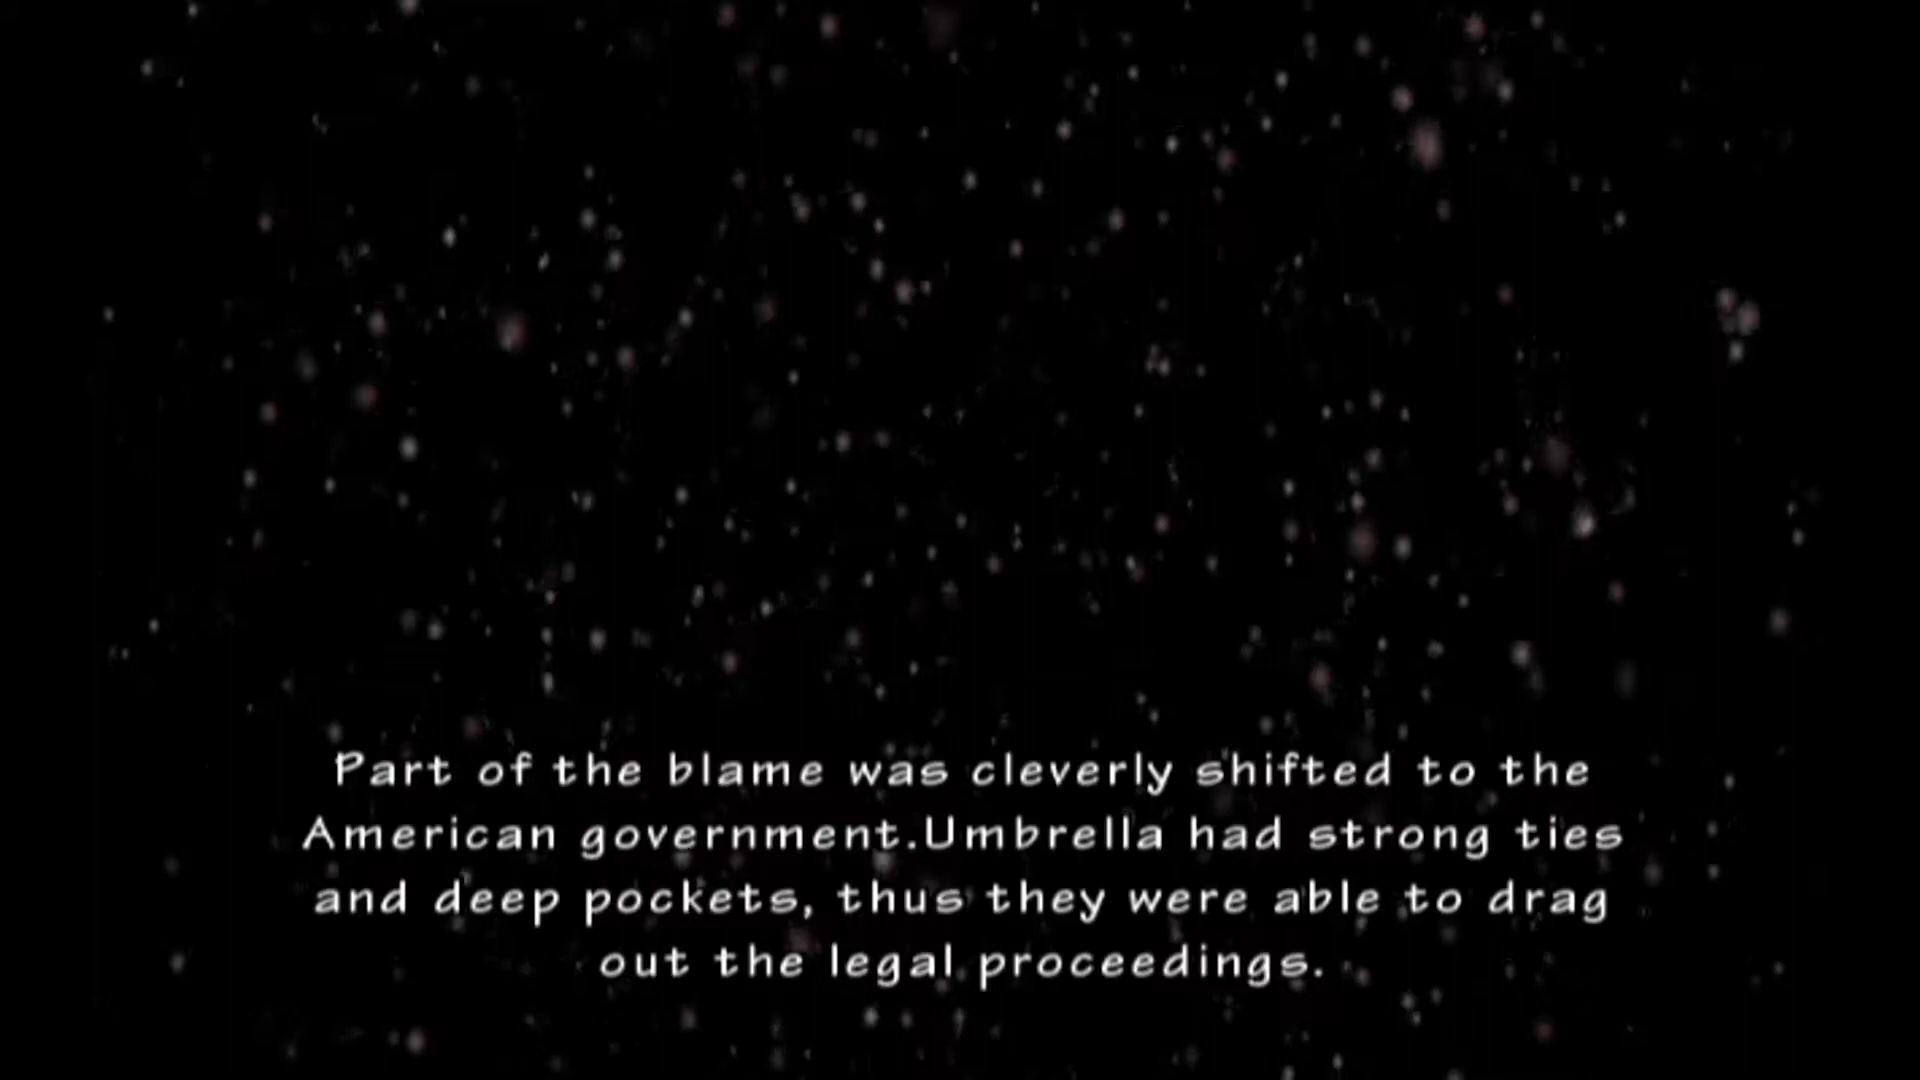 Part of the blame was cleverly shifted to the
American government.Umbrella had strong ties
and deep pockets, thus they were able to drag
out the legal proceedings.